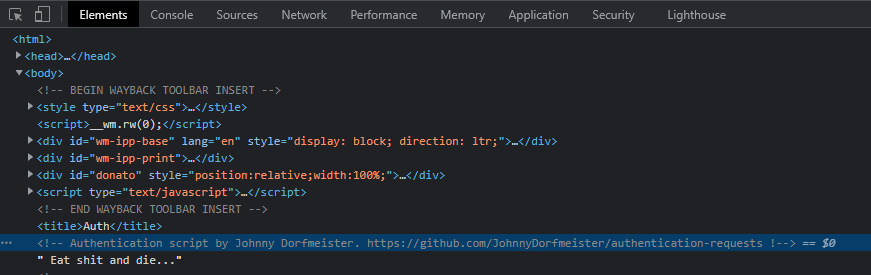 Elements Console Sources Network Performance Memory Application Security Lighthouse
<html>
<head>…</head>
<body>
<!-- BEGIN WAYBACK TOOLBAR INSERT -->
<style type="text/css">…</style>
<script>__wm.rw(0);</script>
<div id="wm-ipp-base" lang="en" style="display: block; direction: ltr;">…</div>
<div id="wm-ipp-print">…</div>
<div id="donato" style="position:relative;width:100%;">…</div>
<script type="text/javascript">…</script>
<!-- END WAYBACK TOOLBAR INSERT -->
<title>Auth</title>
<!-- Authentication script by Johnny Dorfmeister. https://github.com/JohnnyDorfmeister/authentication-requests !--> == $0
" Eat shit and die..."